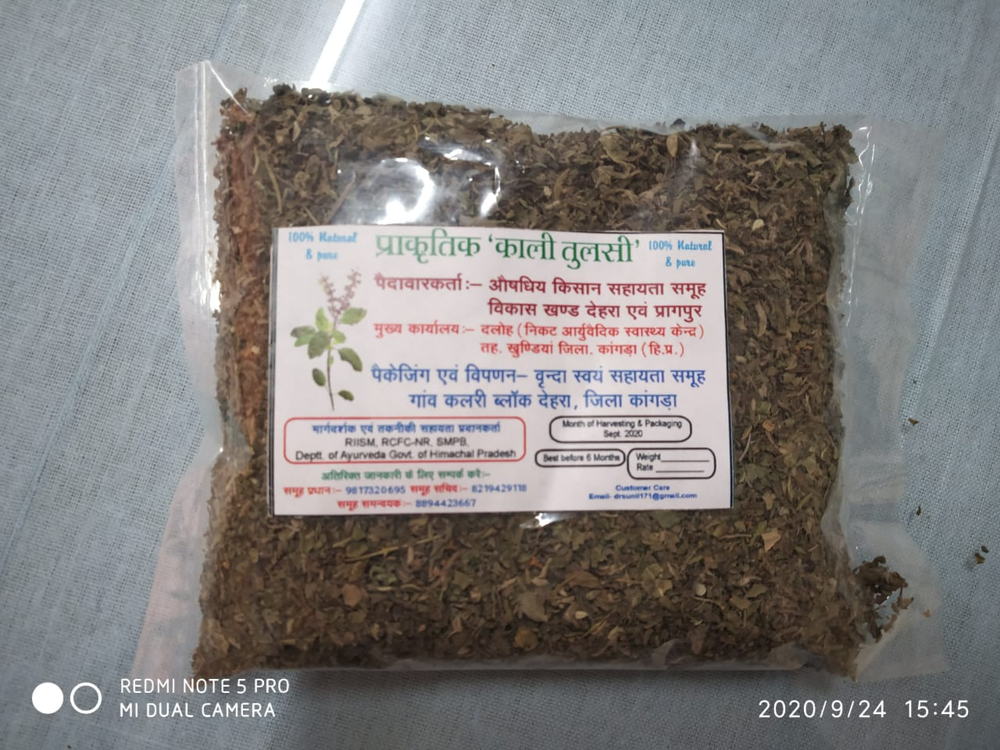 100% Natural & pure
प्राकृतिक ‘काली तुलसी’
100% Natural & pure
पैदावारकर्ता:– औषधिय किसान सहायता समूह
विकास खण्ड देहरा एवं प्रागपुर
मुख्य कार्यालय:– दलोह (निकट आर्युवैदिक स्वास्थ्य केन्द्र)
तह. खुण्डियां जिला. कांगड़ा (हि.प्र.)
पैकेजिंग एवं विपणन– वृन्दा स्वयं सहायता समूह
गांव कलरी ब्लॉक देहरा, जिला कांगड़ा
मार्गदर्शक एवं तकनीकी सहायता प्रदानकर्ता
RIISM, RCFC-NR, SMPB,
Deptt. of Ayurveda Govt. of Himachal Pradesh
Month of Harvesting & Packaging
Sept. 2020
Best before 6 Months
Weight
Rate
अतिरिक्त जानकारी के लिए सम्पर्क करे:–
समूह प्रधान:– 9817320695 समूह सचिव:– 8219429118
समूह समन्वयक:– 8894423667
Customer Care
Email- drsunil171@gmail.com
REDMI NOTE 5 PRO
MI DUAL CAMERA
2020/9/24 15:45